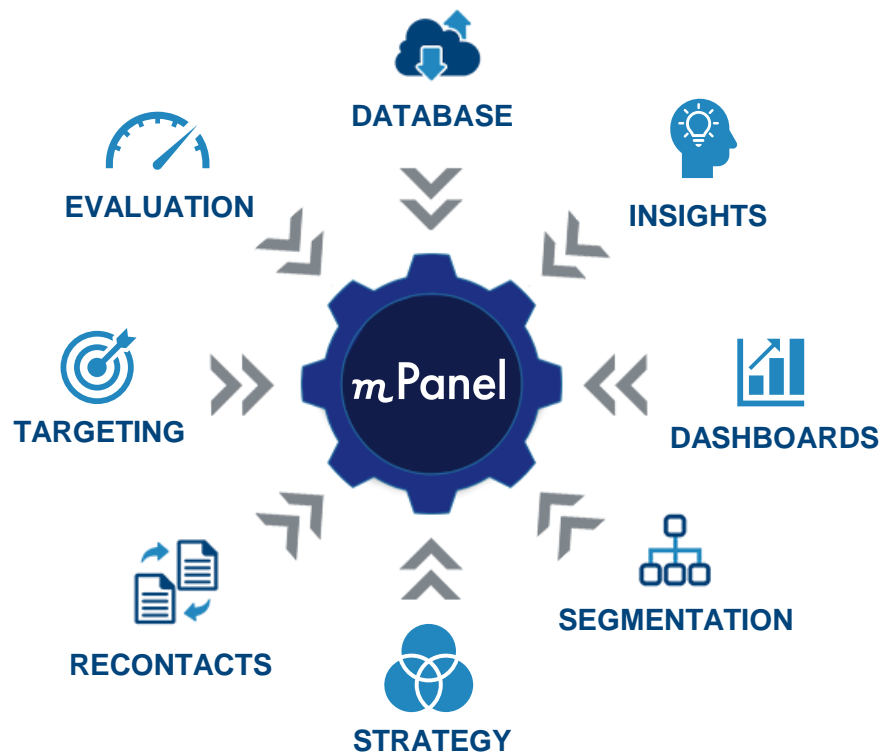 DATABASE
EVALUATION
INSIGHTS
mPanel
TARGETING
DASHBOARDS
SEGMENTATION
RECONTACTS
STRATEGY